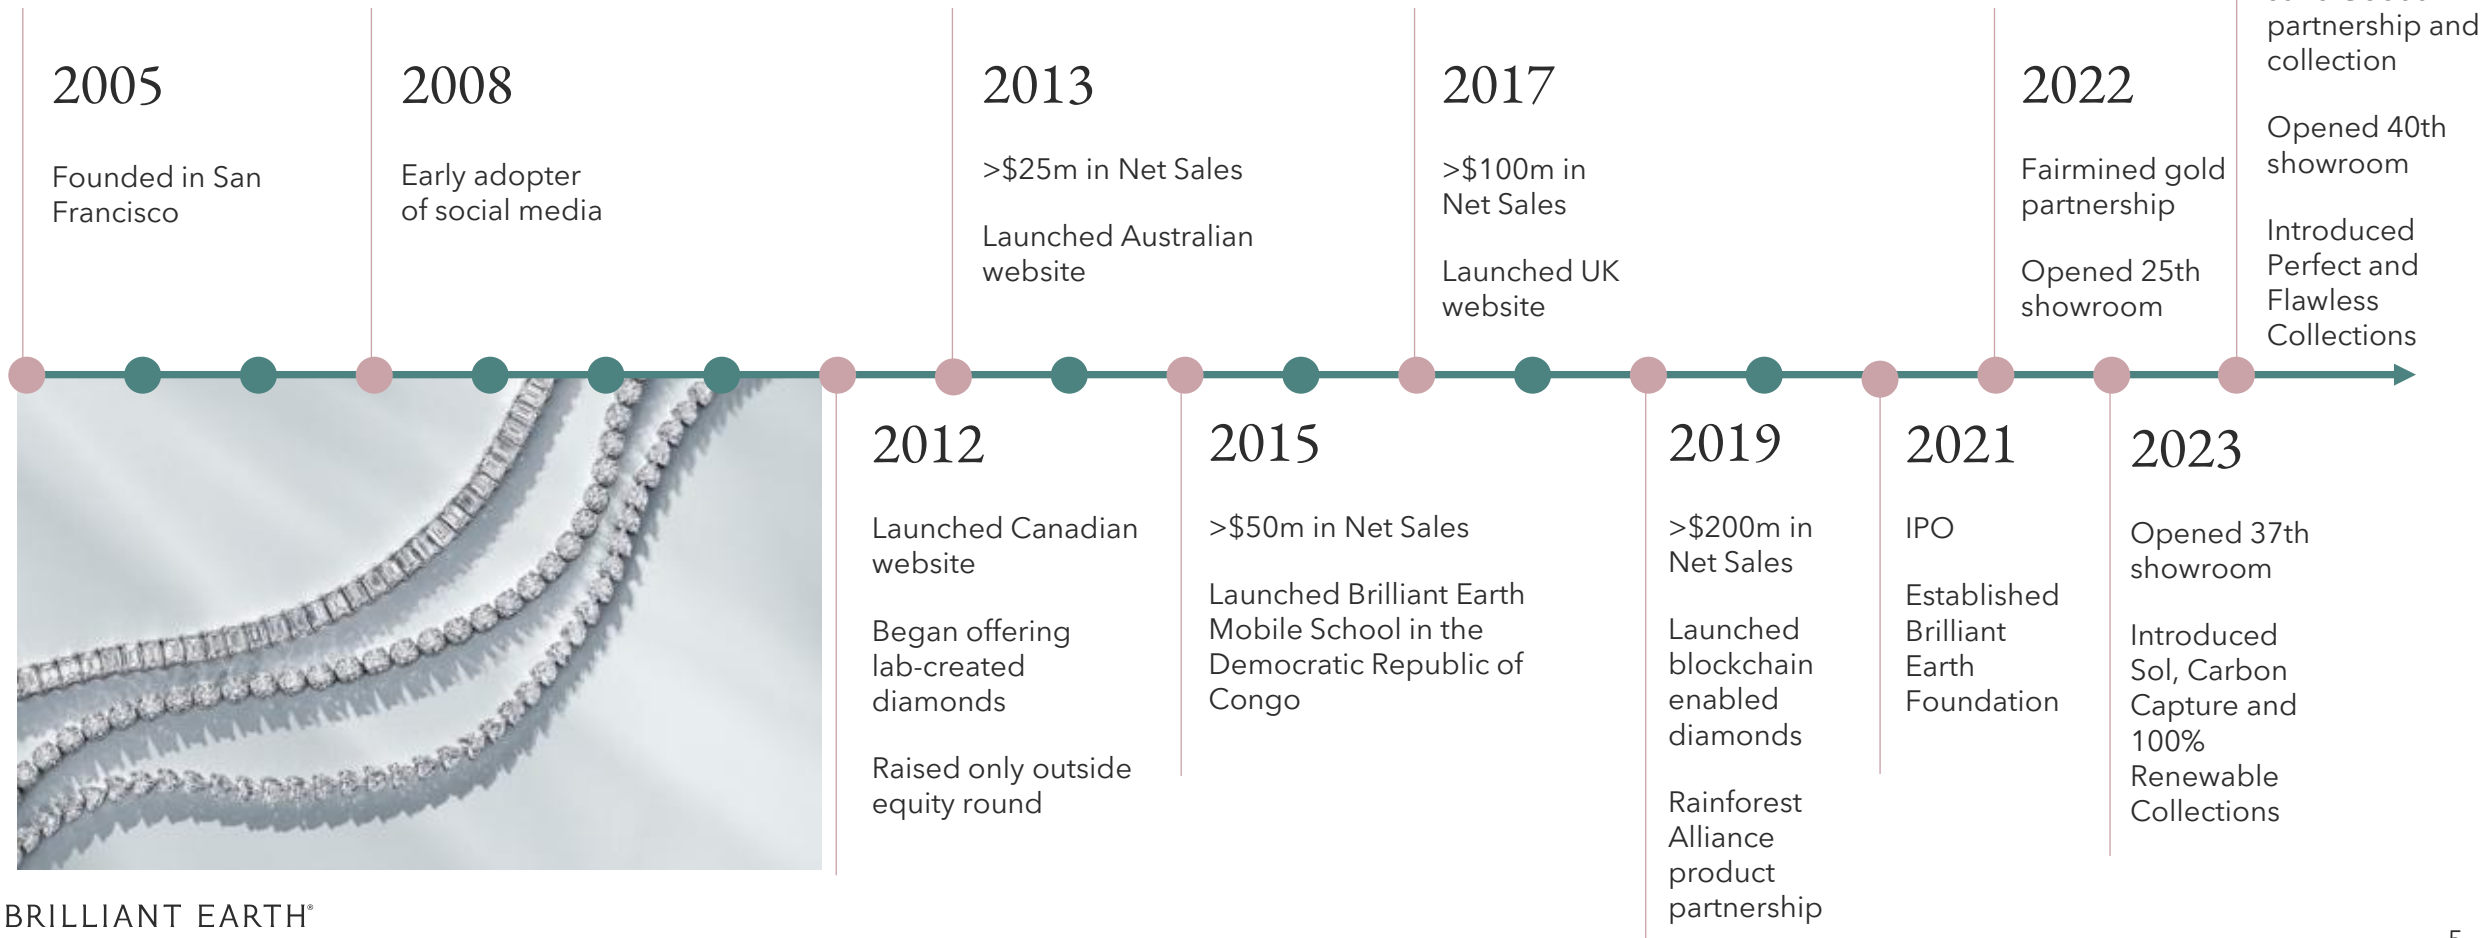 2005
Founded in San
Francisco
2008
Early adopter
of social media
2012
Launched Canadian
website
Began offering
lab-created
diamonds
Raised only outside
equity round
2013
>$25m in Net Sales
Launched Australian
website
2015
>$50m in Net Sales
Launched Brilliant Earth
Mobile School in the
Democratic Republic of
Congo
2017
>$100m in
Net Sales
Launched UK
website
2019
>$200m in
Net Sales
Launched
blockchain
enabled
diamonds
Rainforest
Alliance
product
partnership
2021
IPO
Established
Brilliant
Earth
Foundation
2022
Fairmined gold
partnership
Opened 25th
showroom
2023
Opened 37th
showroom
Introduced
Sol, Carbon
Capture and
100%
Renewable
Collections
partnership and
collection
Opened 40th
showroom
Introduced
Perfect and
Flawless
Collections
BRILLIANT EARTH®